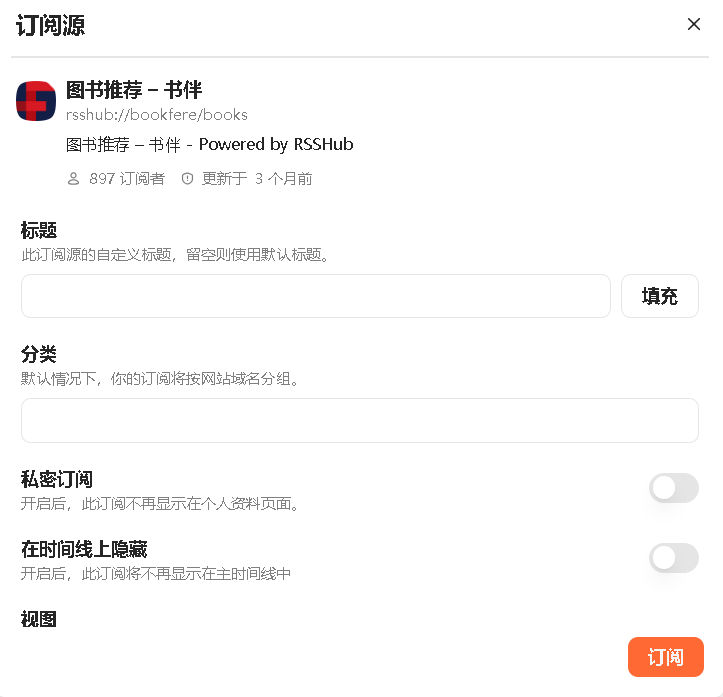 订阅源
图书推荐 – 书伴
rsshub://bookfere/books
图书推荐 – 书伴 - Powered by RSSHub
897 订阅者 更新于 3 个月前
标题
此订阅源的自定义标题，留空则使用默认标题。
填充
分类
默认情况下，你的订阅将按网站域名分组。
私密订阅
开启后，此订阅不再显示在个人资料页面。
在时间线上隐藏
开启后，此订阅将不再显示在主时间线中
视图
订阅